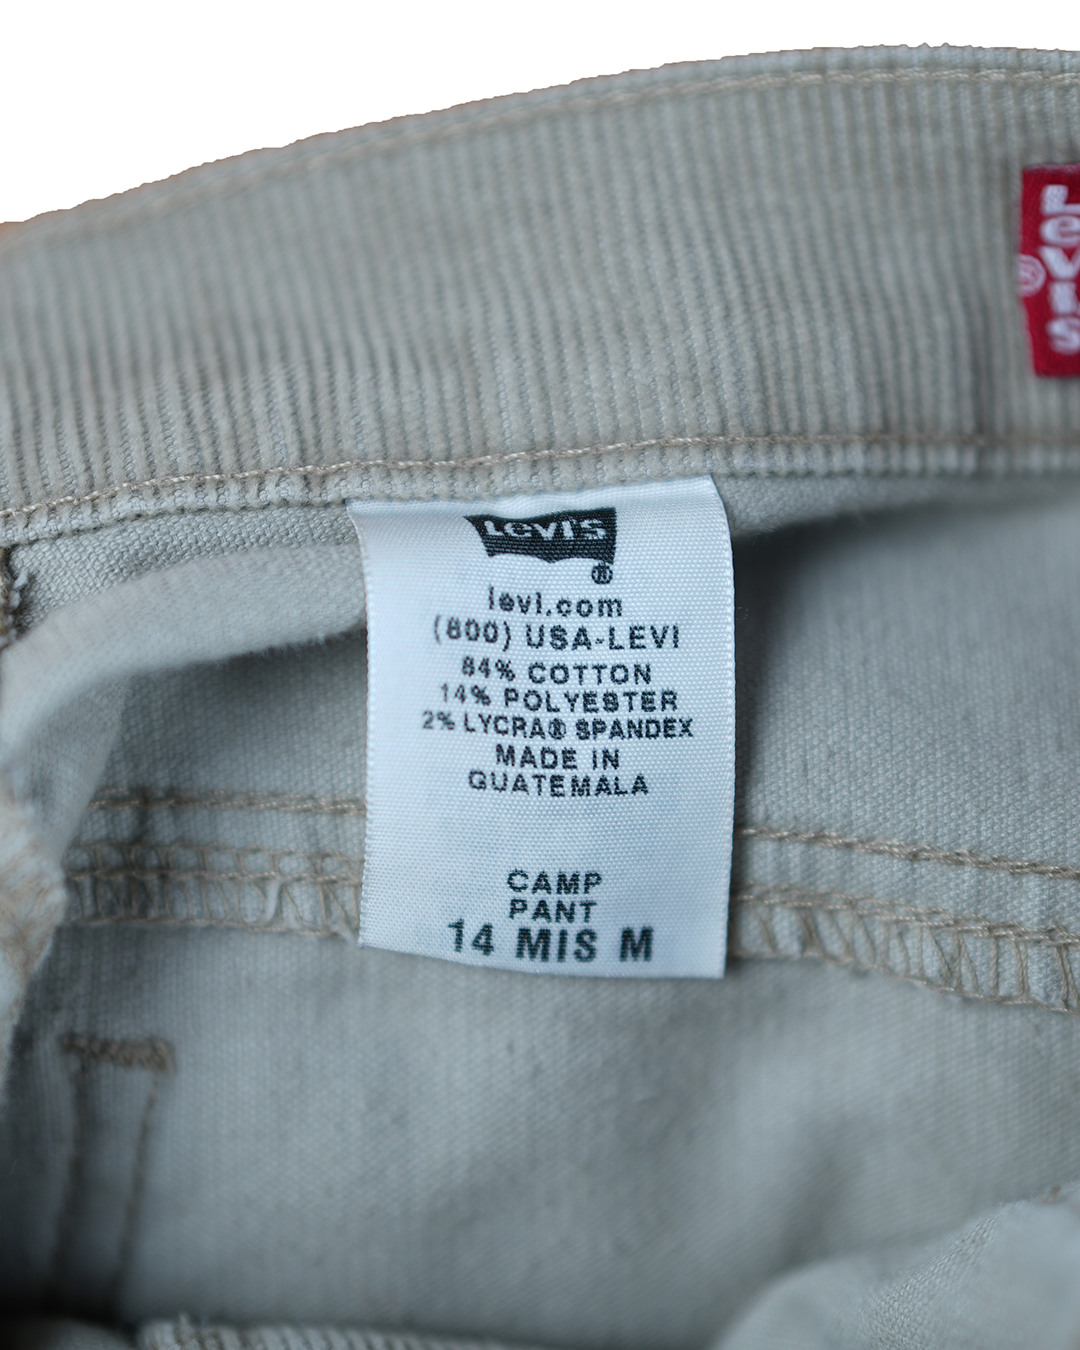 LEVI'S
®
levi.com
(800) USA-LEVI
84% COTTON
14% POLYESTER
2% LYCRA® SPANDEX
MADE IN
GUATEMALA
CAMP
PANT
14 MIS M
LeVI'S
®